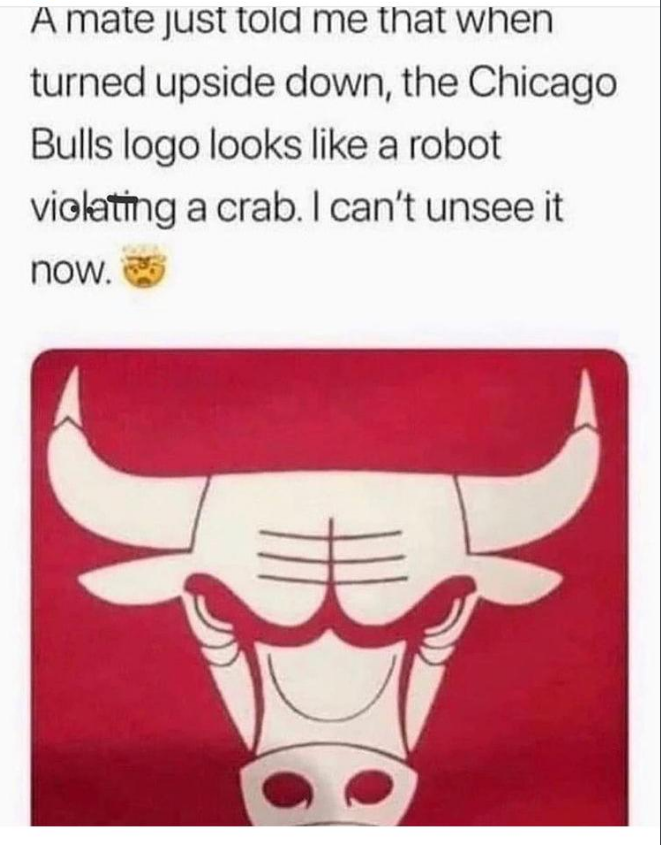 A mate just told me that when
turned upside down, the Chicago
Bulls logo looks like a robot
violating a crab. I can't unsee it
now. 🤯